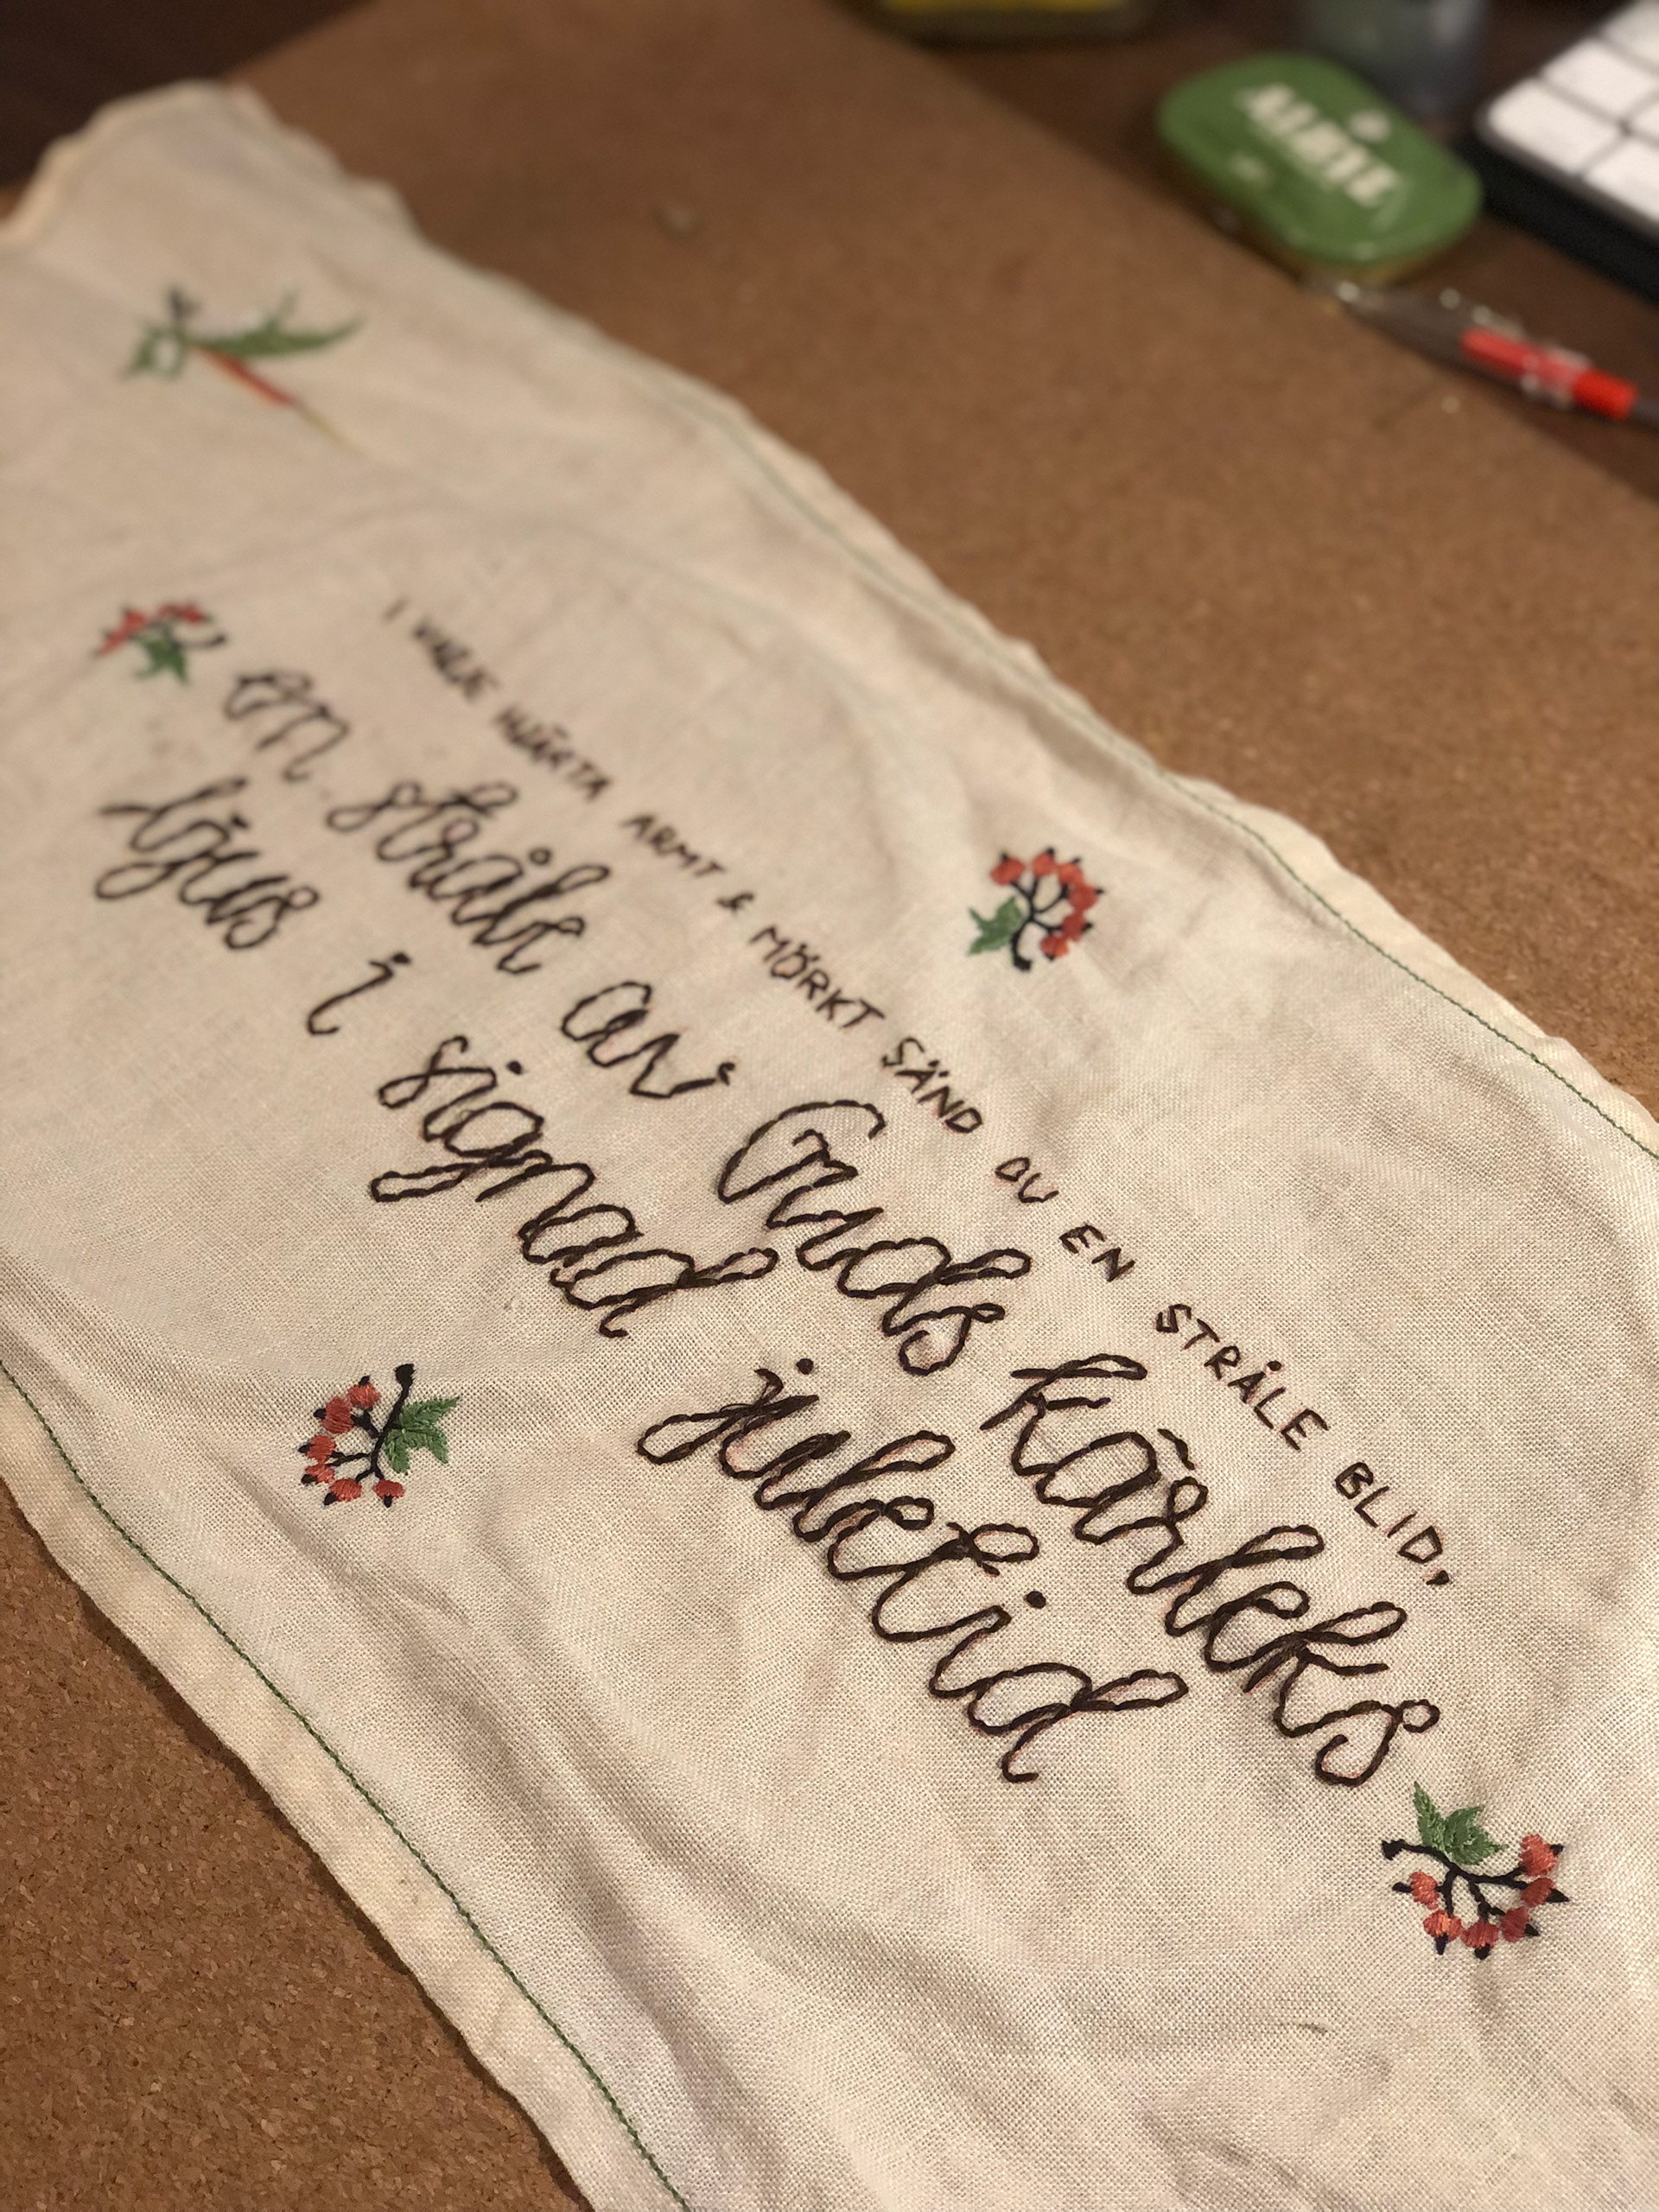 I VARJE HJÄRTA ARMT & MÖRKT SÄND DU EN STRÅLE BLID,
en stråle av Guds kärleks
ljus i signad juletid